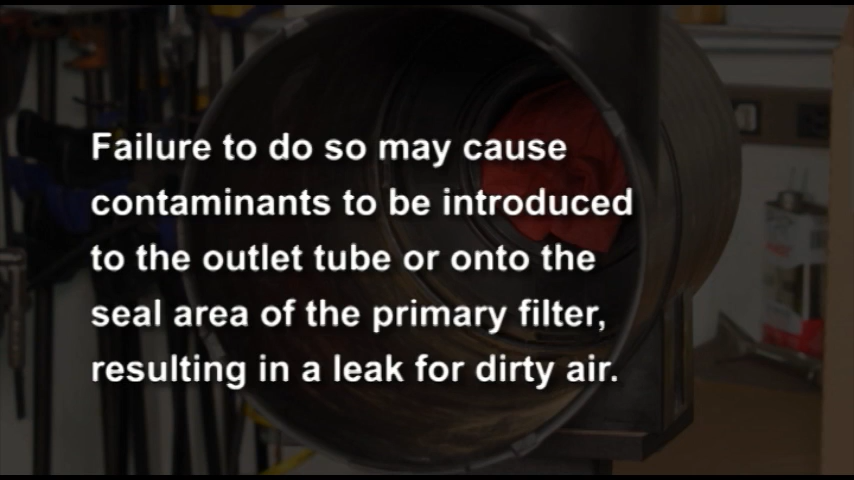 Failure to do so may cause
contaminants to be introduced
to the outlet tube or onto the
seal area of the primary filter,
resulting in a leak for dirty air.